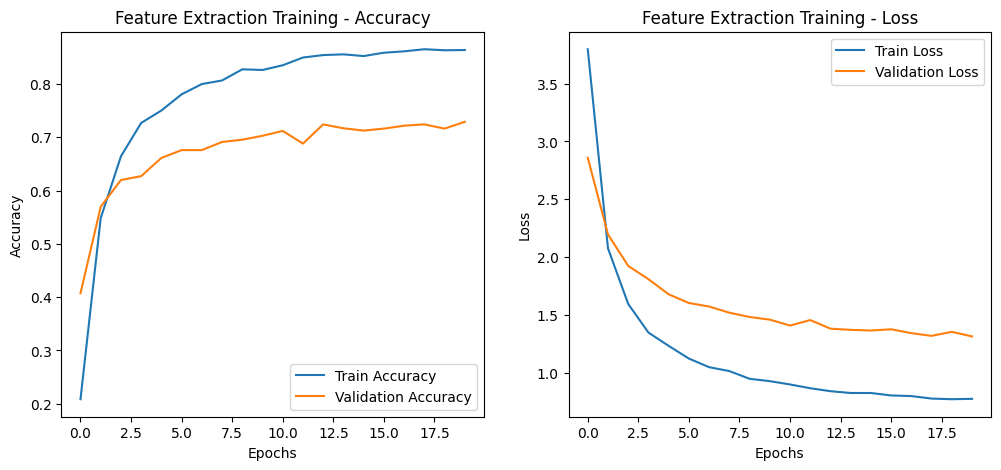 Feature Extraction Training - Accuracy
Accuracy
0.8
0.7
0.6
0.5
0.4
0.3
0.2
Train Accuracy
Validation Accuracy
0.0 2.5 5.0 7.5 10.0 12.5 15.0 17.5
Epochs
Feature Extraction Training - Loss
Loss
3.5
3.0
2.5
2.0
1.5
1.0
Train Loss
Validation Loss
0.0 2.5 5.0 7.5 10.0 12.5 15.0 17.5
Epochs